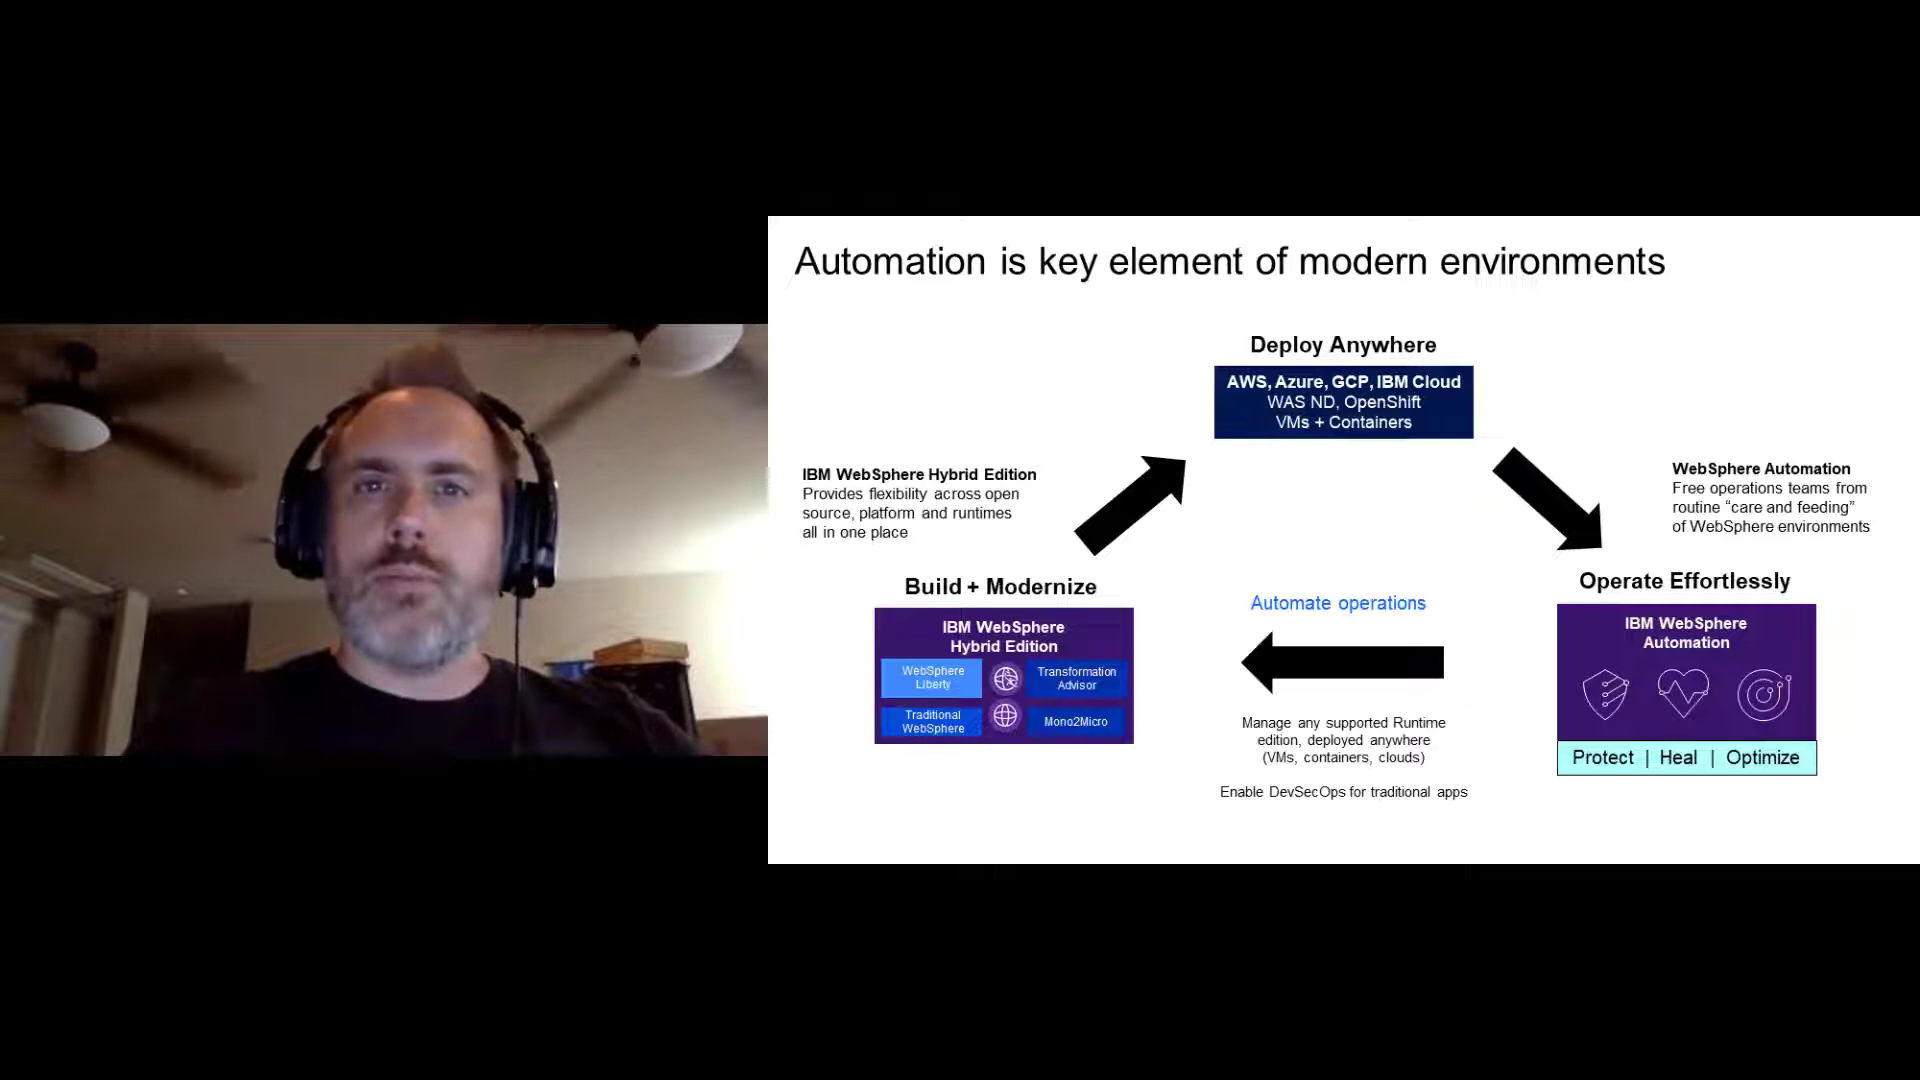 Automation is key element of modern environments
Deploy Anywhere
AWS, Azure, GCP, IBM Cloud
WAS ND, OpenShift
VMs + Containers
IBM WebSphere Hybrid Edition
Provides flexibility across open
source, platform and runtimes
all in one place
WebSphere Automation
Free operations teams from
routine “care and feeding”
of WebSphere environments
Build + Modernize
IBM WebSphere
Hybrid Edition
WebSphere
Liberty
Transformation
Advisor
Traditional
WebSphere
Mono2Micro
Automate operations
Manage any supported Runtime
edition, deployed anywhere
(VMs, containers, clouds)
Enable DevSecOps for traditional apps
Operate Effortlessly
IBM WebSphere
Automation
Protect | Heal | Optimize